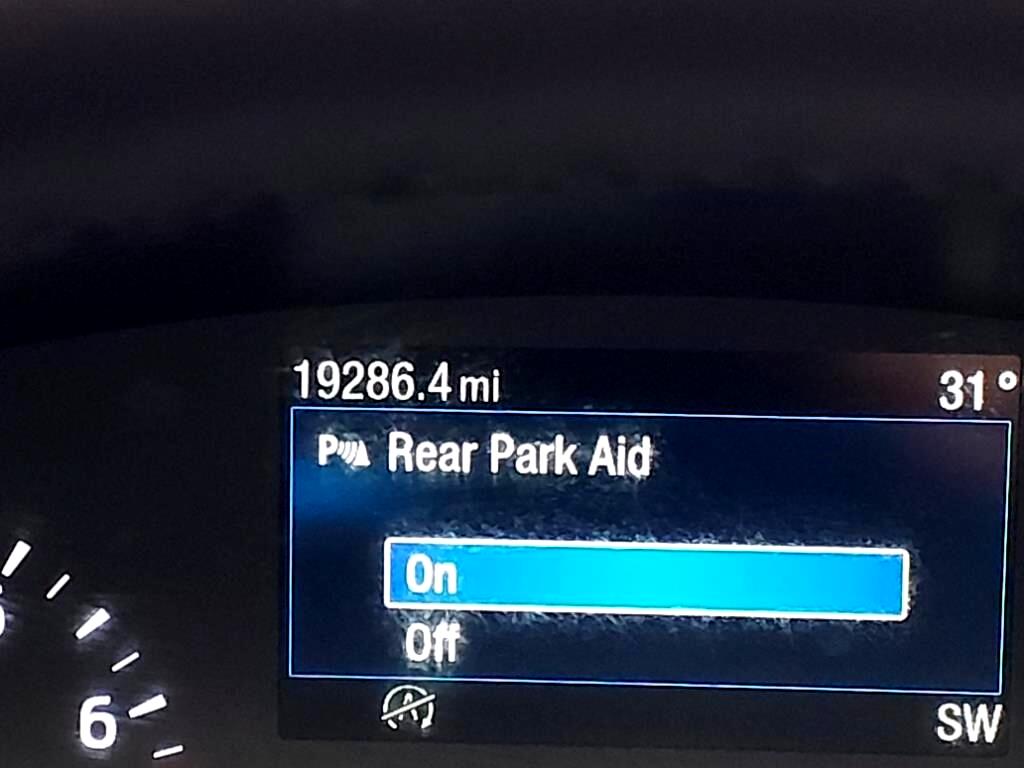 19286.4 mi 31°
P Rear Park Aid
On
Off
6
SW